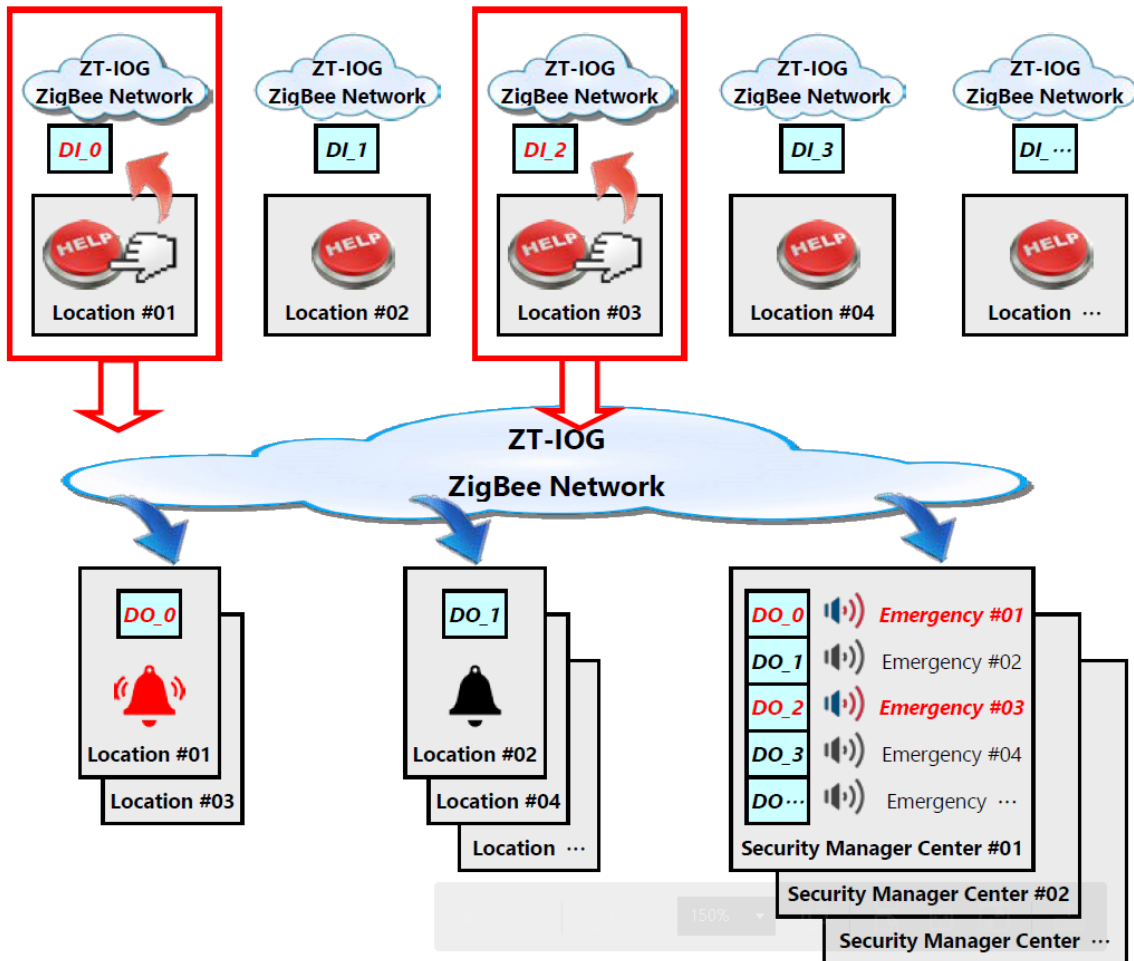 ZT-IOG
ZigBee Network
DI_0
HELP
Location #01
ZT-IOG
ZigBee Network
DI_1
HELP
Location #02
ZT-IOG
ZigBee Network
DI_2
HELP
Location #03
ZT-IOG
ZigBee Network
DI_3
HELP
Location #04
ZT-IOG
ZigBee Network
DI_⋯
HELP
Location ⋯
ZT-IOG
ZigBee Network
DO_0
Location #01
Location #03
DO_1
Location #02
Location #04
Location ⋯
DO_0 Emergency #01
DO_1 Emergency #02
DO_2 Emergency #03
DO_3 Emergency #04
DO⋯ Emergency ⋯
Security Manager Center #01
Security Manager Center #02
Security Manager Center ⋯
150%